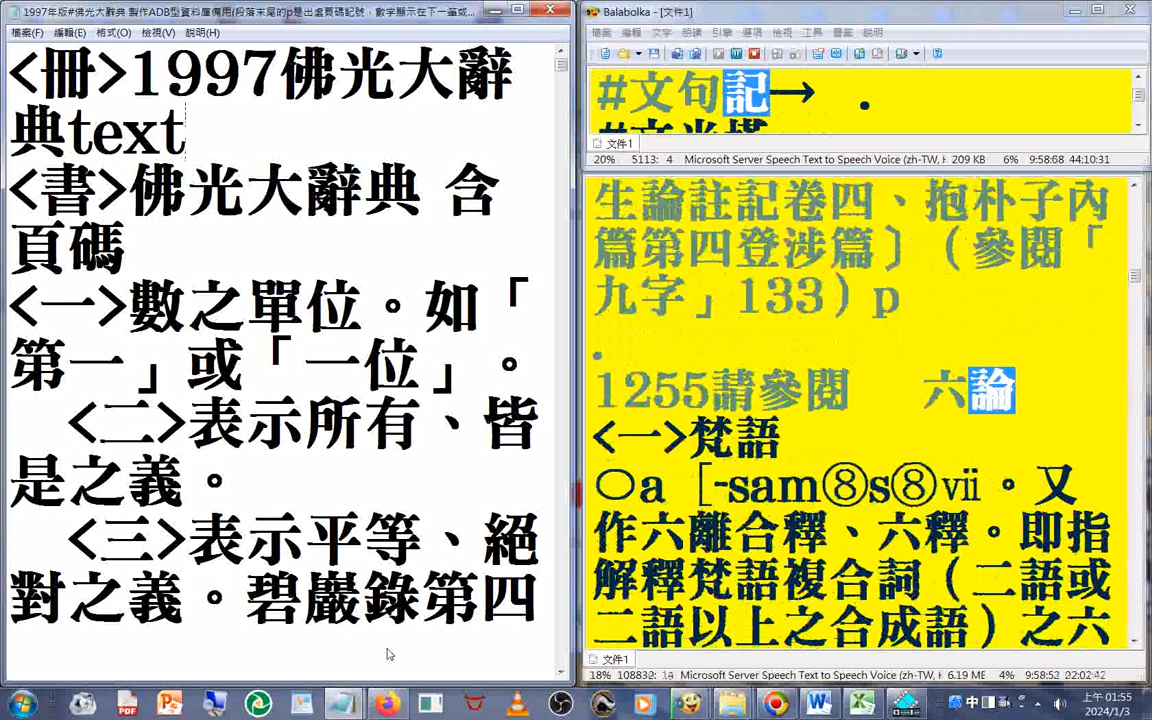 1997年版#佛光大辭典 製作ADB型資料庫備用(段落末尾的p是出處頁碼記號，數字顯示在下一筆或...
檔案(F) 編輯(E) 格式(O) 檢視(V) 說明(H)
<冊>1997佛光大辭
典text
<書>佛光大辭典 含
頁碼
<一>數之單位。如「
第一」或「一位」。
<二>表示所有、皆
是之義。
<三>表示平等、絕
對之義。碧巖錄第四
Balabolka - [文件1]
檔案 編輯 文字 朗讀 引擎 選項 檢視 工具 書籤 說明
#文句記→ .
文件1
20% 5113: 4 Microsoft Server Speech Text to Speech Voice (zh-TW, H 209 KB 6% 9:58:68 44:10:31
生論註記卷四、抱朴子內
篇第四登涉篇〕（參閱「
九字」133）p
.
1255請參閱 六論
<一>梵語
〇a [-sam⑧s⑧ⅶ。又
作六離合釋、六釋。即指
解釋梵語複合詞（二語或
二語以上之合成語）之六
文件1
18% 108832: 14 Microsoft Server Speech Text to Speech Voice (zh-TW, H 6.19 MB 4% 9:58:52 02:02:42
中
上午 01:55
2024/1/3